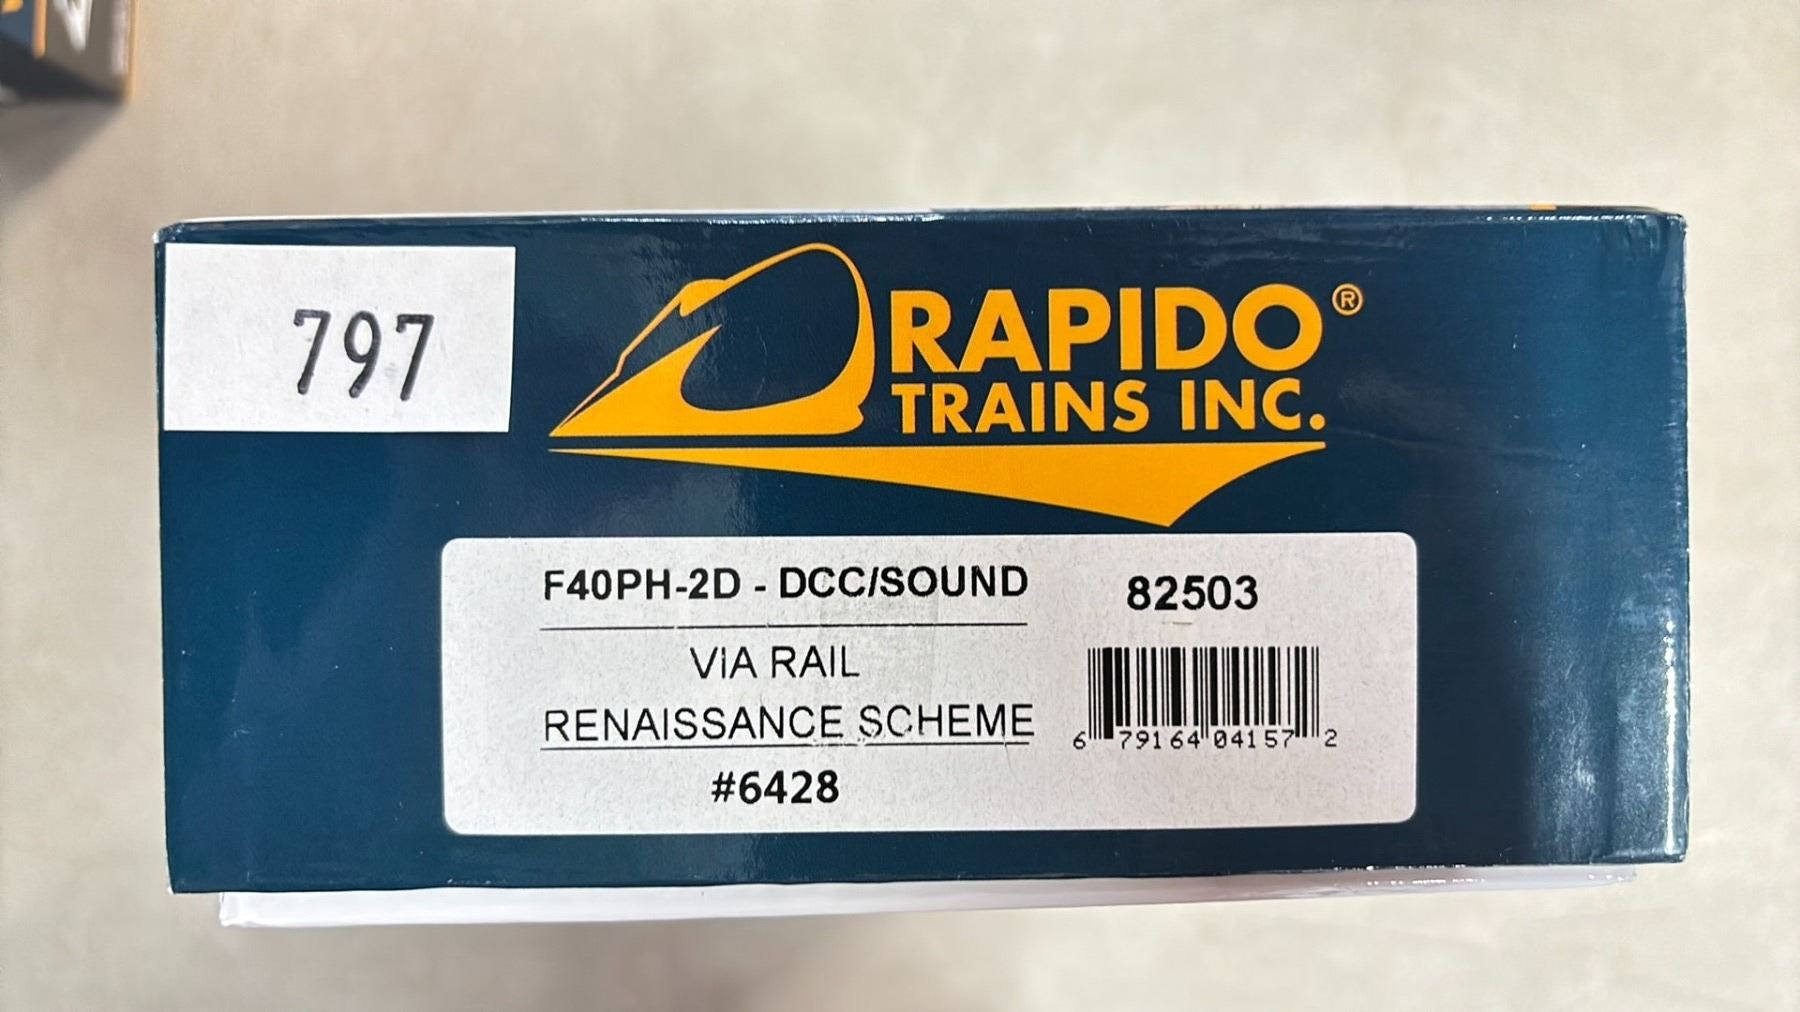 797
RAPIDO®
TRAINS INC.
F40PH-2D - DCC/SOUND
82503
VIA RAIL
RENAISSANCE SCHEME
6 79164 04157 2
#6428